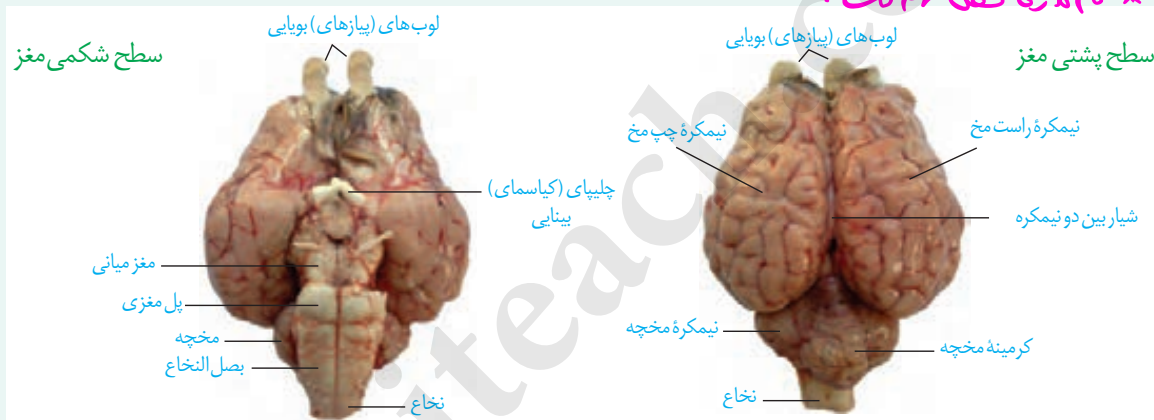 سطح پشتی مغز
لوب‌های (پیازهای) بویایی
نیمکرهٔ چپ مخ
نیمکرهٔ راست مخ
شیار بین دو نیمکره
نیمکرهٔ مخچه
کرمینهٔ مخچه
نخاع
سطح شکمی مغز
لوب‌های (پیازهای) بویایی
چلیپای (کیاسمای)
بینایی
مغز میانی
پل مغزی
مخچه
بصل النخاع
نخاع